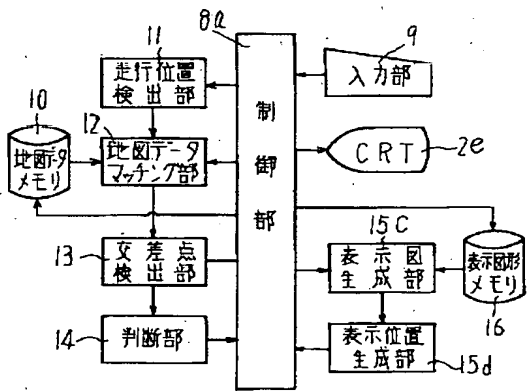 8a
11
走行位置
検出部
9
入力部
10
地図データ
メモリ
12
地図データ
マッチング部
制御部
CRT
2e
13
交差点
検出部
15C
表示図
生成部
表示図形
メモリ
16
14
判断部
表示位置
生成部
15d